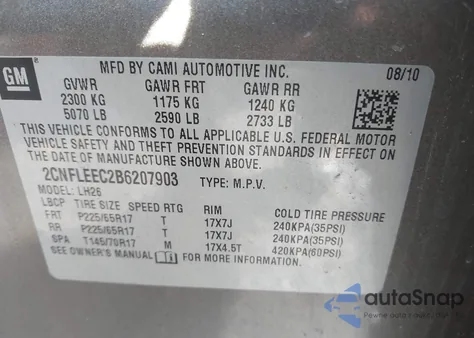 GM
MFD BY CAMI AUTOMOTIVE INC. 08/10
GVWR GAWR FRT GAWR RR
2300 KG 1175 KG 1240 KG
5070 LB 2590 LB 2733 LB
THIS VEHICLE CONFORMS TO ALL APPLICABLE U.S. FEDERAL MOTOR
VEHICLE SAFETY AND THEFT PREVENTION STANDARDS IN EFFECT ON
THE DATE OF MANUFACTURE SHOWN ABOVE.
2CNFLEEC2B6207903 TYPE: M.P.V.
MODEL: LH26
LBCP TIRE SIZE SPEED RTG RIM COLD TIRE PRESSURE
FRT P225/65R17 T 17X7J 240KPA(35PSI)
RR P225/65R17 T 17X7J 240KPA(35PSI)
SPA T145/70R17 M 17X4.5T 420KPA(60PSI)
SEE OWNER'S MANUAL FOR ADDITIONAL INFORMATION.
autoSnap